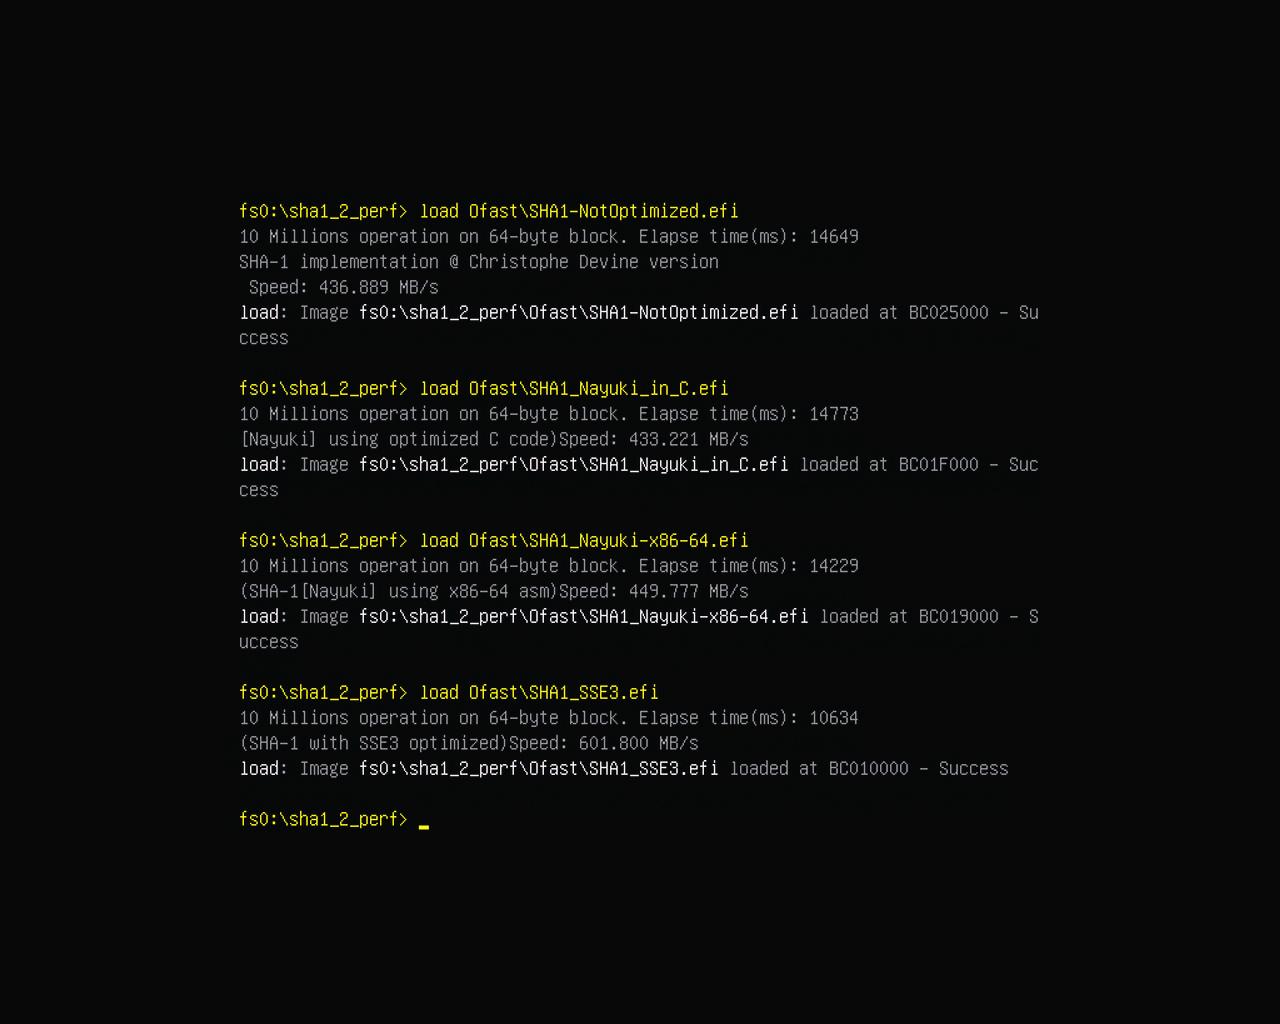 fs0:\sha1_2_perf> load Ofast\SHA1-NotOptimized.efi
10 Millions operation on 64-byte block. Elapse time(ms): 14649
SHA-1 implementation @ Christophe Devine version
 Speed: 436.889 MB/s
load: Image fs0:\sha1_2_perf\Ofast\SHA1-NotOptimized.efi loaded at BC025000 - Su
ccess
fs0:\sha1_2_perf> load Ofast\SHA1_Nayuki_in_C.efi
10 Millions operation on 64-byte block. Elapse time(ms): 14773
[Nayuki] using optimized C code)Speed: 433.221 MB/s
load: Image fs0:\sha1_2_perf\Ofast\SHA1_Nayuki_in_C.efi loaded at BC01F000 - Suc
cess
fs0:\sha1_2_perf> load Ofast\SHA1_Nayuki-x86-64.efi
10 Millions operation on 64-byte block. Elapse time(ms): 14229
(SHA-1[Nayuki] using x86-64 asm)Speed: 449.777 MB/s
load: Image fs0:\sha1_2_perf\Ofast\SHA1_Nayuki-x86-64.efi loaded at BC019000 - S
uccess
fs0:\sha1_2_perf> load Ofast\SHA1_SSE3.efi
10 Millions operation on 64-byte block. Elapse time(ms): 10634
(SHA-1 with SSE3 optimized)Speed: 601.800 MB/s
load: Image fs0:\sha1_2_perf\Ofast\SHA1_SSE3.efi loaded at BC010000 - Success
fs0:\sha1_2_perf> _